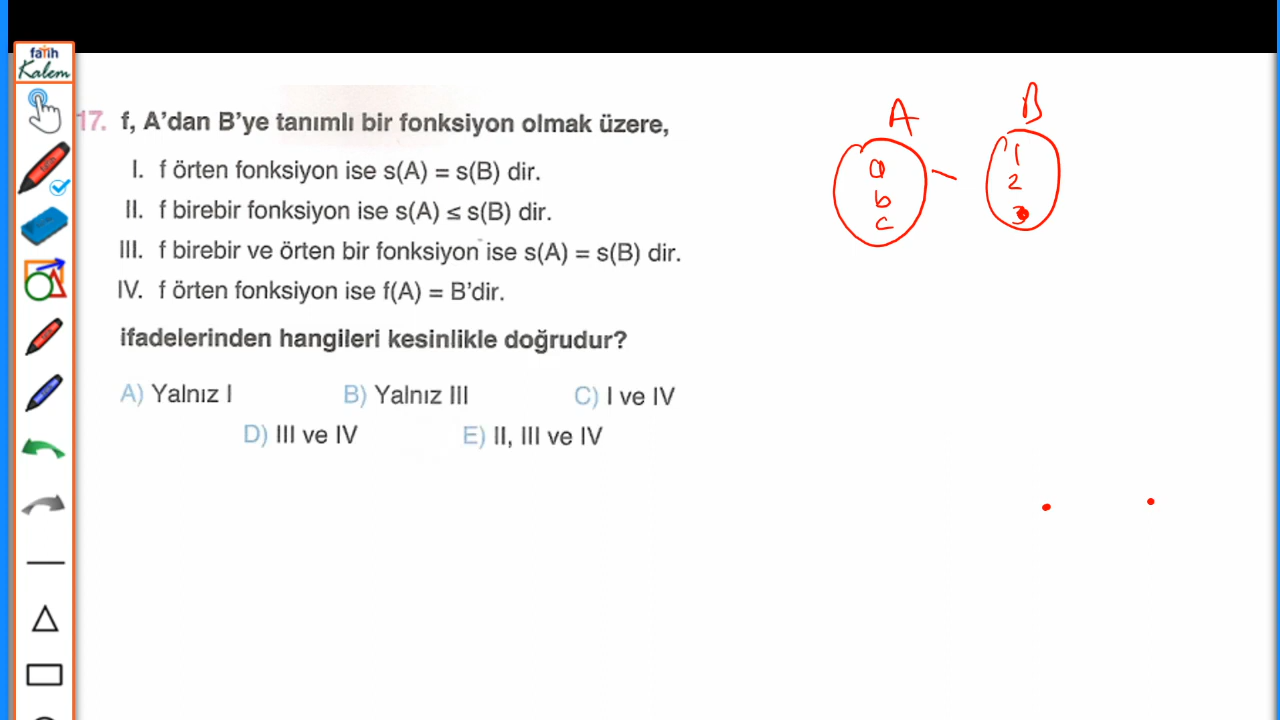 fatih
Kalem
17. f, A'dan B'ye tanımlı bir fonksiyon olmak üzere,
I. f örten fonksiyon ise s(A) = s(B) dir.
II. f birebir fonksiyon ise s(A) ≤ s(B) dir.
III. f birebir ve örten bir fonksiyon ise s(A) = s(B) dir.
IV. f örten fonksiyon ise f(A) = B'dir.
ifadelerinden hangileri kesinlikle doğrudur?
A) Yalnız I B) Yalnız III C) I ve IV
D) III ve IV E) II, III ve IV
A B
a 1
b 2
c 3